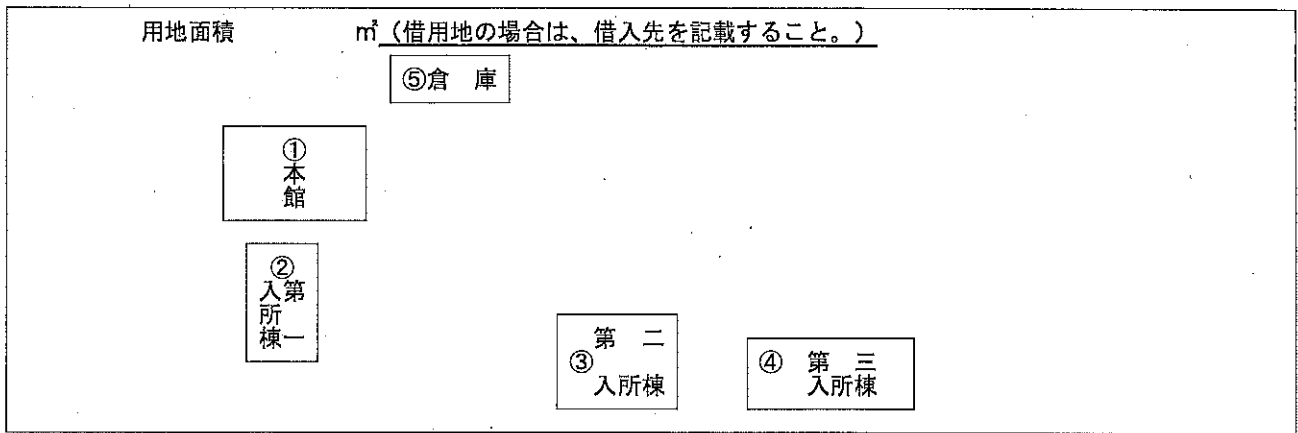 用地面積　　　　㎡(借用地の場合は、借入先を記載すること。)
⑤倉　庫
①
本
館
②
第一
入所棟
第　二
③
入所棟
④　第　三
入所棟